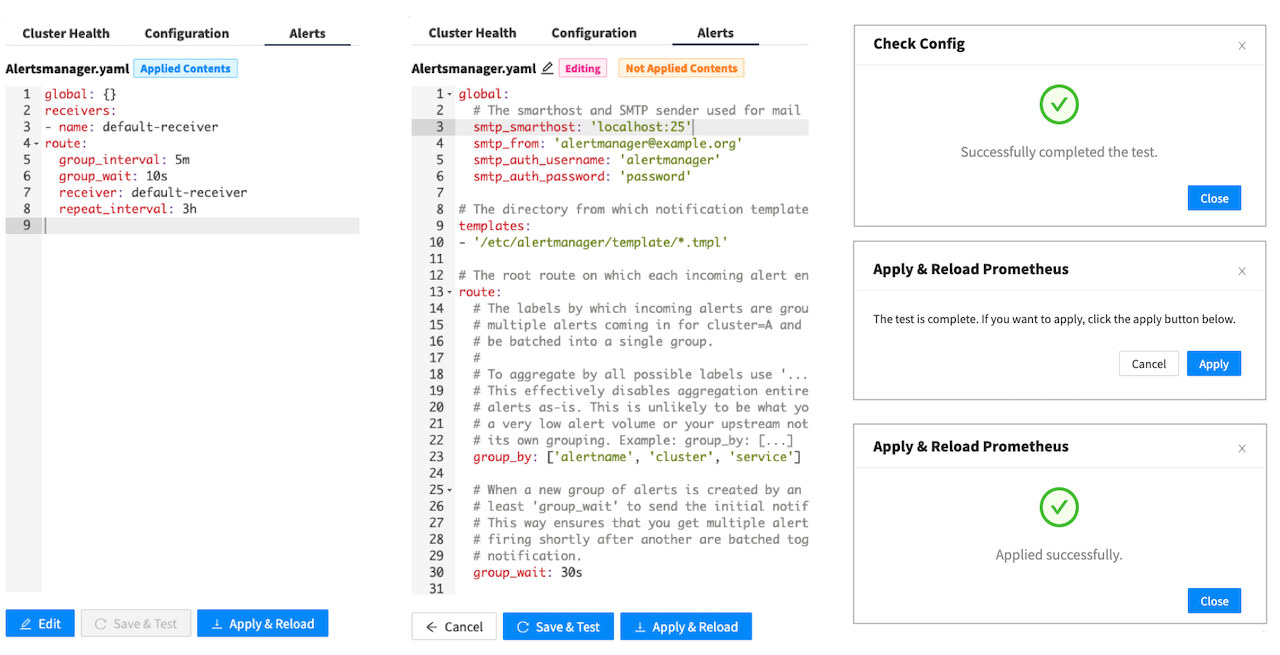 Cluster Health Configuration Alerts
Alertsmanager.yaml Applied Contents
1 global: {}
2 receivers:
3 - name: default-receiver
4 route:
5   group_interval: 5m
6   group_wait: 10s
7   receiver: default-receiver
8   repeat_interval: 3h
9
Edit Save & Test Apply & Reload
Cluster Health Configuration Alerts
Alertsmanager.yaml Editing Not Applied Contents
1 global:
2   # The smarthost and SMTP sender used for mail
3   smtp_smarthost: 'localhost:25'
4   smtp_from: 'alertmanager@example.org'
5   smtp_auth_username: 'alertmanager'
6   smtp_auth_password: 'password'
7
8 # The directory from which notification template
9 templates:
10 - '/etc/alertmanager/template/*.tmpl'
11
12 # The root route on which each incoming alert en
13 route:
14   # The labels by which incoming alerts are grou
15   # multiple alerts coming in for cluster=A and
16   # be batched into a single group.
17   #
18   # To aggregate by all possible labels use '...
19   # This effectively disables aggregation entire
20   # alerts as-is. This is unlikely to be what yo
21   # a very low alert volume or your upstream not
22   # its own grouping. Example: group_by: [...]
23   group_by: ['alertname', 'cluster', 'service']
24
25   # When a new group of alerts is created by an
26   # least 'group_wait' to send the initial notif
27   # This way ensures that you get multiple alert
28   # firing shortly after another are batched tog
29   # notification.
30   group_wait: 30s
31
Cancel Save & Test Apply & Reload
Check Config
Successfully completed the test.
Close
Apply & Reload Prometheus
The test is complete. If you want to apply, click the apply button below.
Cancel Apply
Apply & Reload Prometheus
Applied successfully.
Close